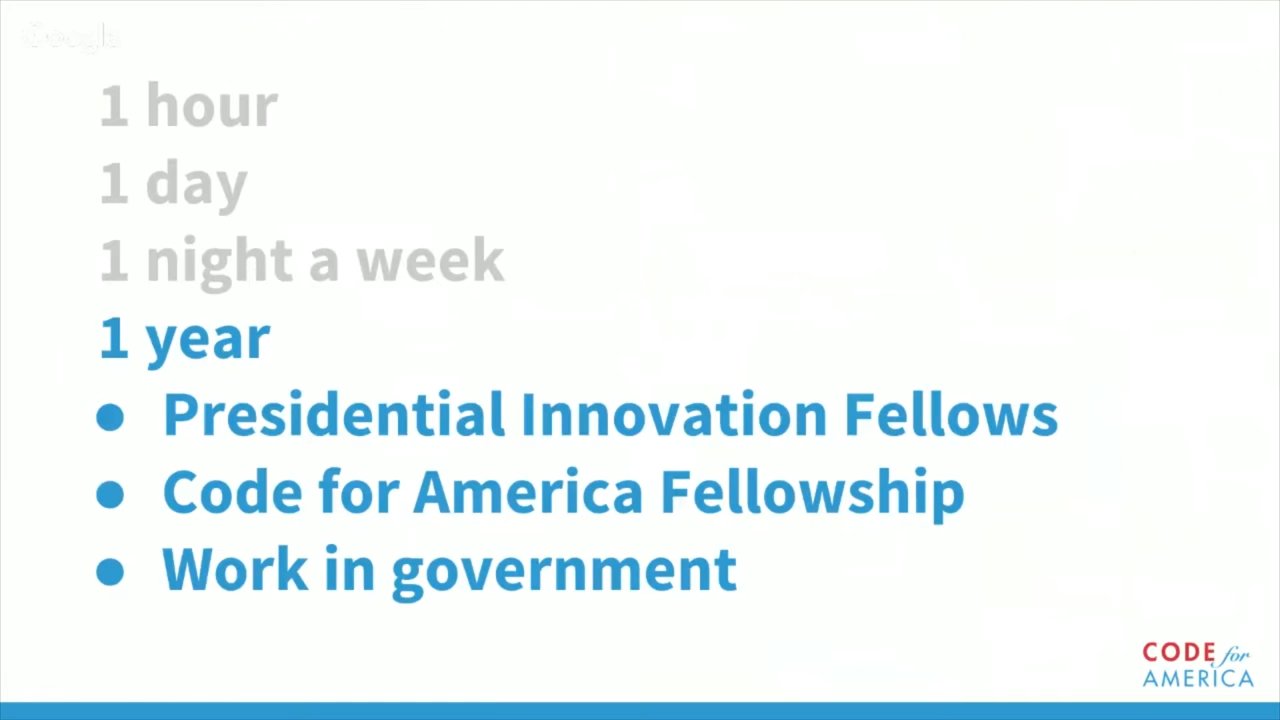 Google
1 hour
1 day
1 night a week
1 year
● Presidential Innovation Fellows
● Code for America Fellowship
● Work in government
CODE for
AMERICA